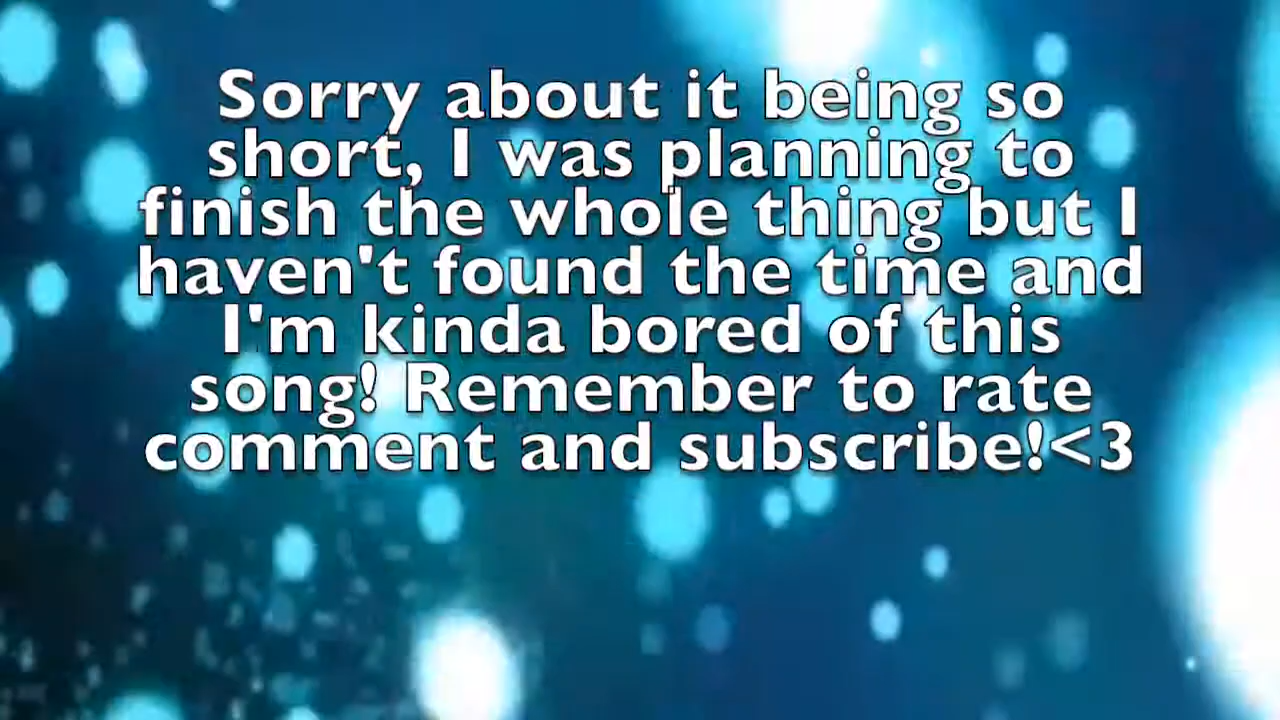 Sorry about it being so
short, I was planning to
finish the whole thing but I
haven't found the time and
I'm kinda bored of this
song! Remember to rate
comment and subscribe!<3